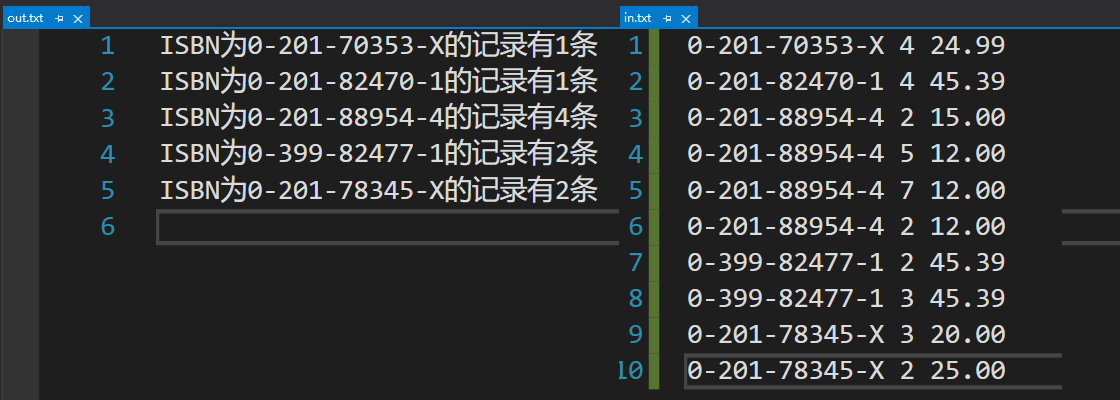 out.txt
1 ISBN为0-201-70353-X的记录有1条
2 ISBN为0-201-82470-1的记录有1条
3 ISBN为0-201-88954-4的记录有4条
4 ISBN为0-399-82477-1的记录有2条
5 ISBN为0-201-78345-X的记录有2条
6
in.txt
1 0-201-70353-X 4 24.99
2 0-201-82470-1 4 45.39
3 0-201-88954-4 2 15.00
4 0-201-88954-4 5 12.00
5 0-201-88954-4 7 12.00
6 0-201-88954-4 2 12.00
7 0-399-82477-1 2 45.39
8 0-399-82477-1 3 45.39
9 0-201-78345-X 3 20.00
10 0-201-78345-X 2 25.00